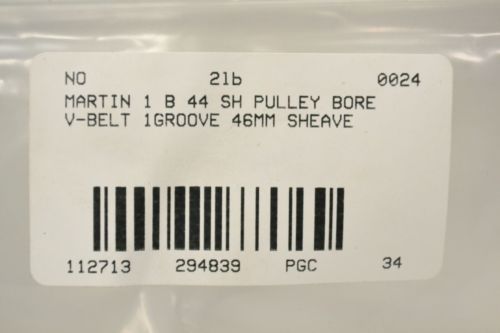 NO 21b 0024
MARTIN 1 B 44 SH PULLEY BORE
V-BELT 1GROOVE 46MM SHEAVE
112713 294839 PGC 34